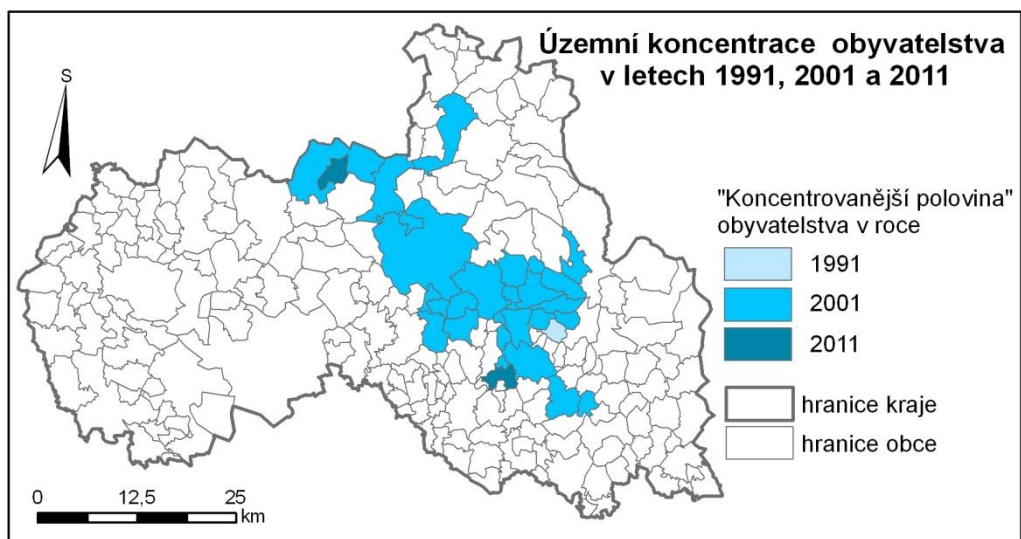 Územní koncentrace obyvatelstva
v letech 1991, 2001 a 2011
S
"Koncentrovanější polovina"
obyvatelstva v roce
1991
2001
2011
hranice kraje
hranice obce
0 12,5 25
km